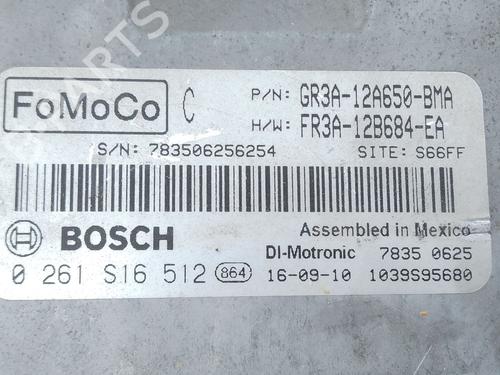 FoMoCo C P/N: GR3A-12A650-BMA
H/W: FR3A-12B684-EA
S/N: 783506256254 SITE: S66FF
BOSCH Assembled in Mexico
DI-Motronic 7835 0625
0 261 S16 512 864 16-09-10 1039S95680